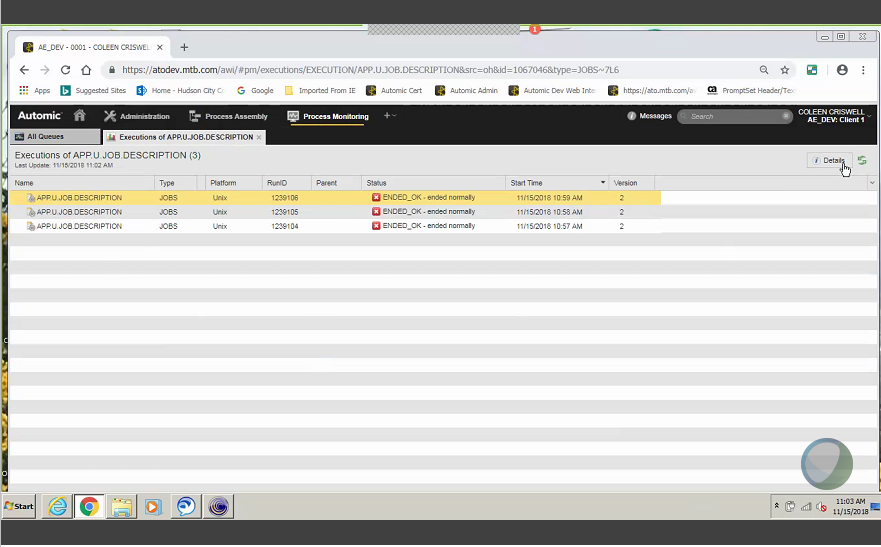 1
AE_DEV - 0001 - COLEEN CRISWELL
https://atodev.mtb.com/awi/#pm/executions/EXECUTION/APP.U.JOB.DESCRIPTION&src=oh&id=1067046&type=JOBS~7L6
Apps Suggested Sites Home - Hudson City C Google Imported From IE Automic Cert Automic Admin Automic Dev Web Inte https://ato.mtb.com/av PromptSet Header/Text
Automic Administration Process Assembly Process Monitoring Messages Search COLEEN CRISWELL
AE_DEV: Client 1
All Queues Executions of APP.U.JOB.DESCRIPTION
Executions of APP.U.JOB.DESCRIPTION (3)
Last Update: 11/15/2018 11:02 AM
Details
Name Type Platform RunID Parent Status Start Time Version
APP.U.JOB.DESCRIPTION JOBS Unix 1239106 ENDED_OK - ended normally 11/15/2018 10:59 AM 2
APP.U.JOB.DESCRIPTION JOBS Unix 1239105 ENDED_OK - ended normally 11/15/2018 10:58 AM 2
APP.U.JOB.DESCRIPTION JOBS Unix 1239104 ENDED_OK - ended normally 11/15/2018 10:57 AM 2
Start
11:03 AM
11/15/2018